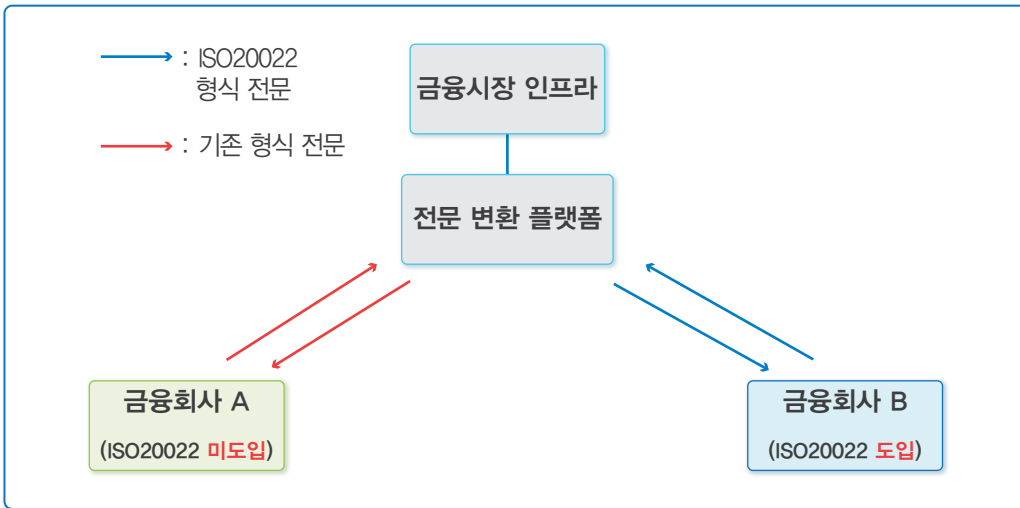 : ISO20022
형식 전문
: 기존 형식 전문
금융시장 인프라
전문 변환 플랫폼
금융회사 A
(ISO20022 미도입)
금융회사 B
(ISO20022 도입)